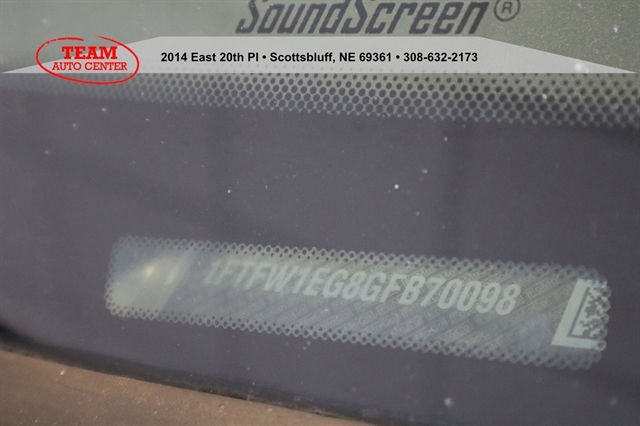 SoundScreen®
TEAM
AUTO CENTER
2014 East 20th Pl • Scottsbluff, NE 69361 • 308-632-2173
1FTFW1EG8GFB70098